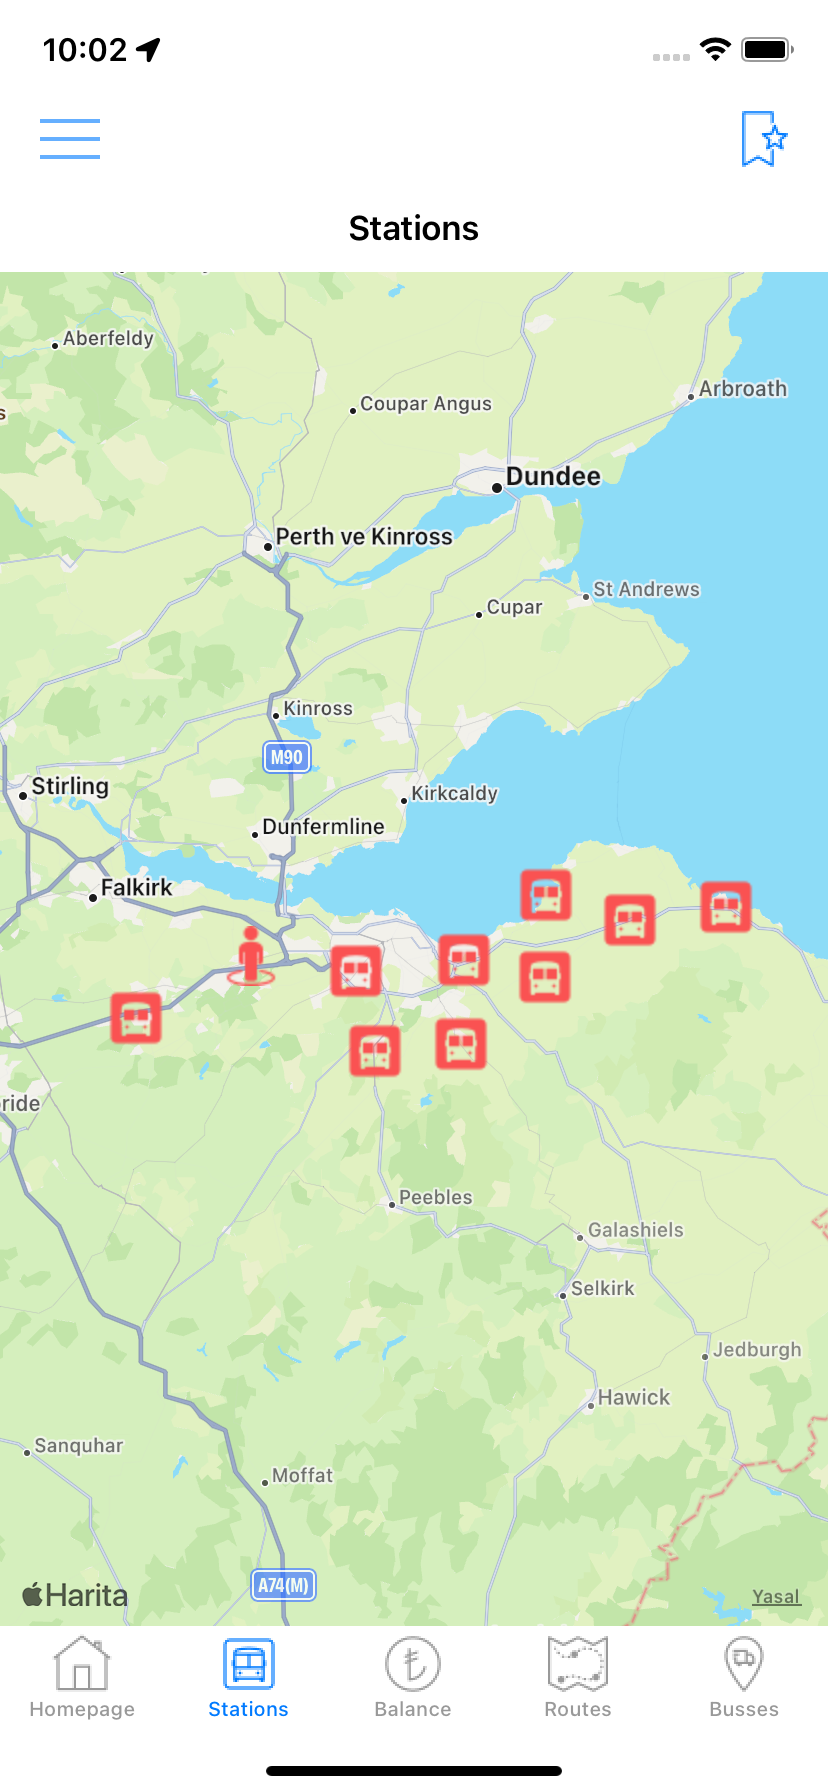 10:02
Stations
Aberfeldy
Arbroath
Coupar Angus
s
Dundee
Perth ve Kinross
St Andrews
Cupar
Kinross
M90
Stirling
Kirkcaldy
Dunfermline
Falkirk
ride
Peebles
Galashiels
Selkirk
Jedburgh
Hawick
Sanquhar
Moffat
A74(M)
Harita
Yasal
Homepage
Stations
Balance
Routes
Busses